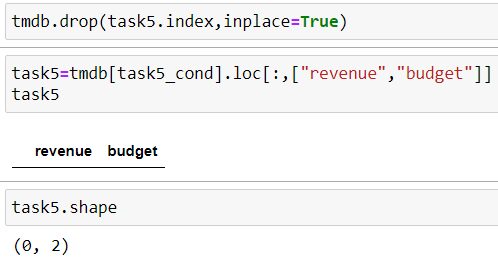 tmdb.drop(task5.index,inplace=True)
task5=tmdb[task5_cond].loc[:,["revenue","budget"]]
task5
revenue budget
task5.shape
(0, 2)